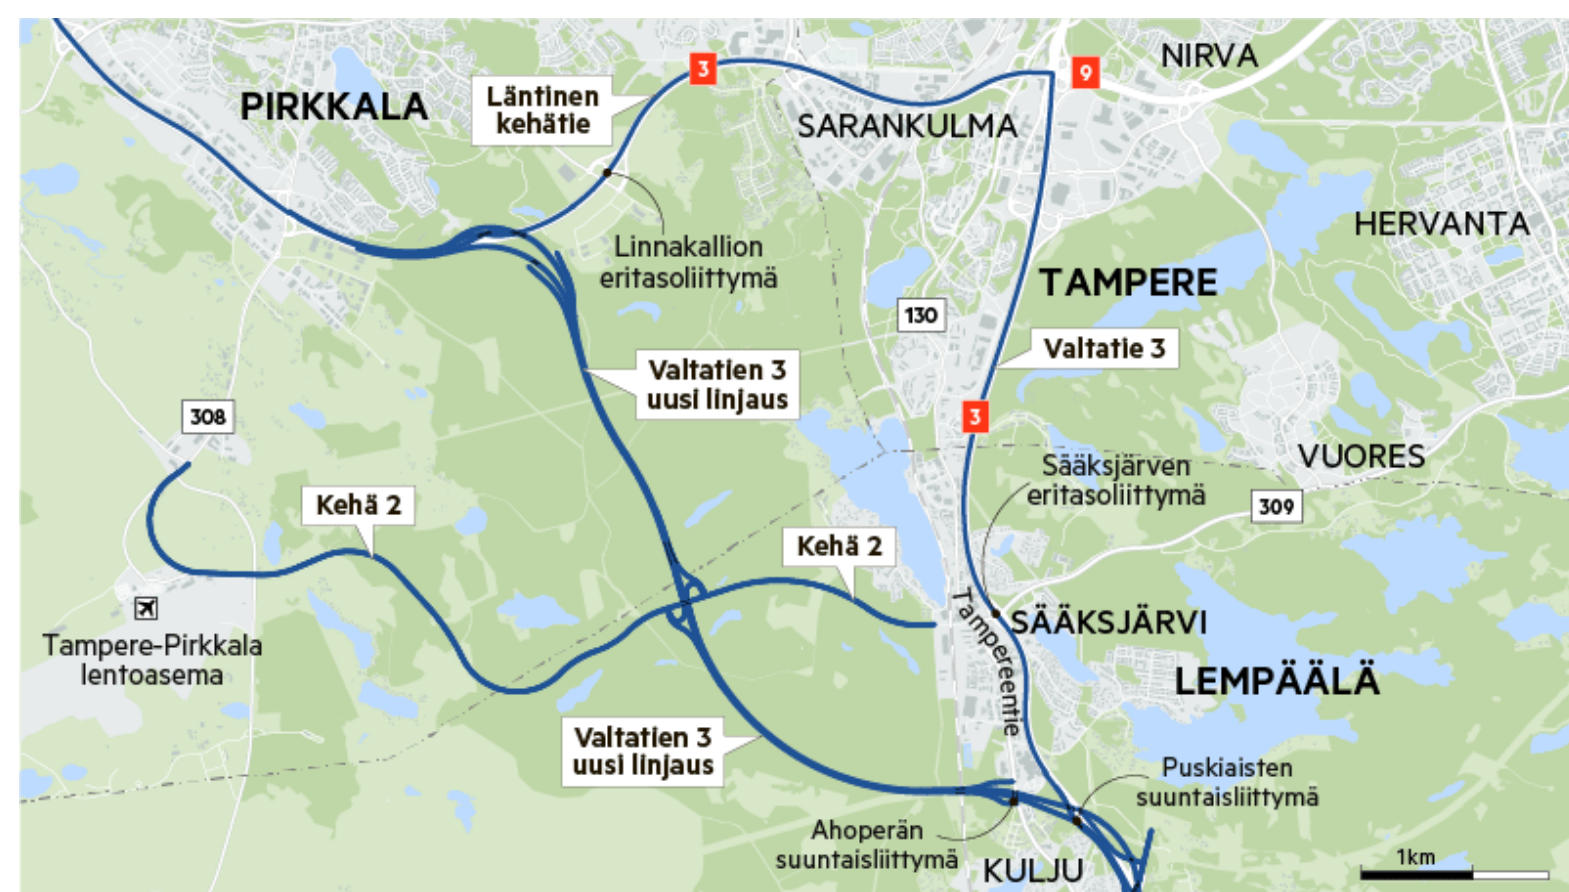 NIRVA
3
9
PIRKKALA
Läntinen
kehätie
SARANKULMA
HERVANTA
Linnakallion
eritasoliittymä
TAMPERE
130
Valtatie 3
Valtatien 3
uusi linjaus
308
3
VUORES
Sääksjärven
eritasoliittymä
309
Kehä 2
Kehä 2
Tampere-Pirkkala
lentoasema
Tampereentie
SÄÄKSJÄRVI
LEMPÄÄLÄ
Valtatien 3
uusi linjaus
Puskiaisten
suuntaisliittymä
Ahoperän
suuntaisliittymä
KULJU
1km